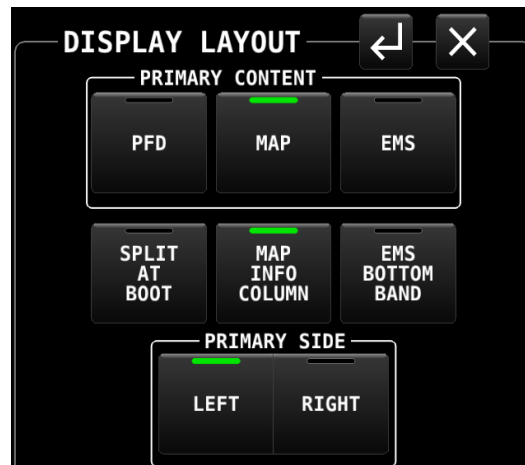 DISPLAY LAYOUT
PRIMARY CONTENT
PFD
MAP
EMS
SPLIT
AT
BOOT
MAP
INFO
COLUMN
EMS
BOTTOM
BAND
PRIMARY SIDE
LEFT
RIGHT